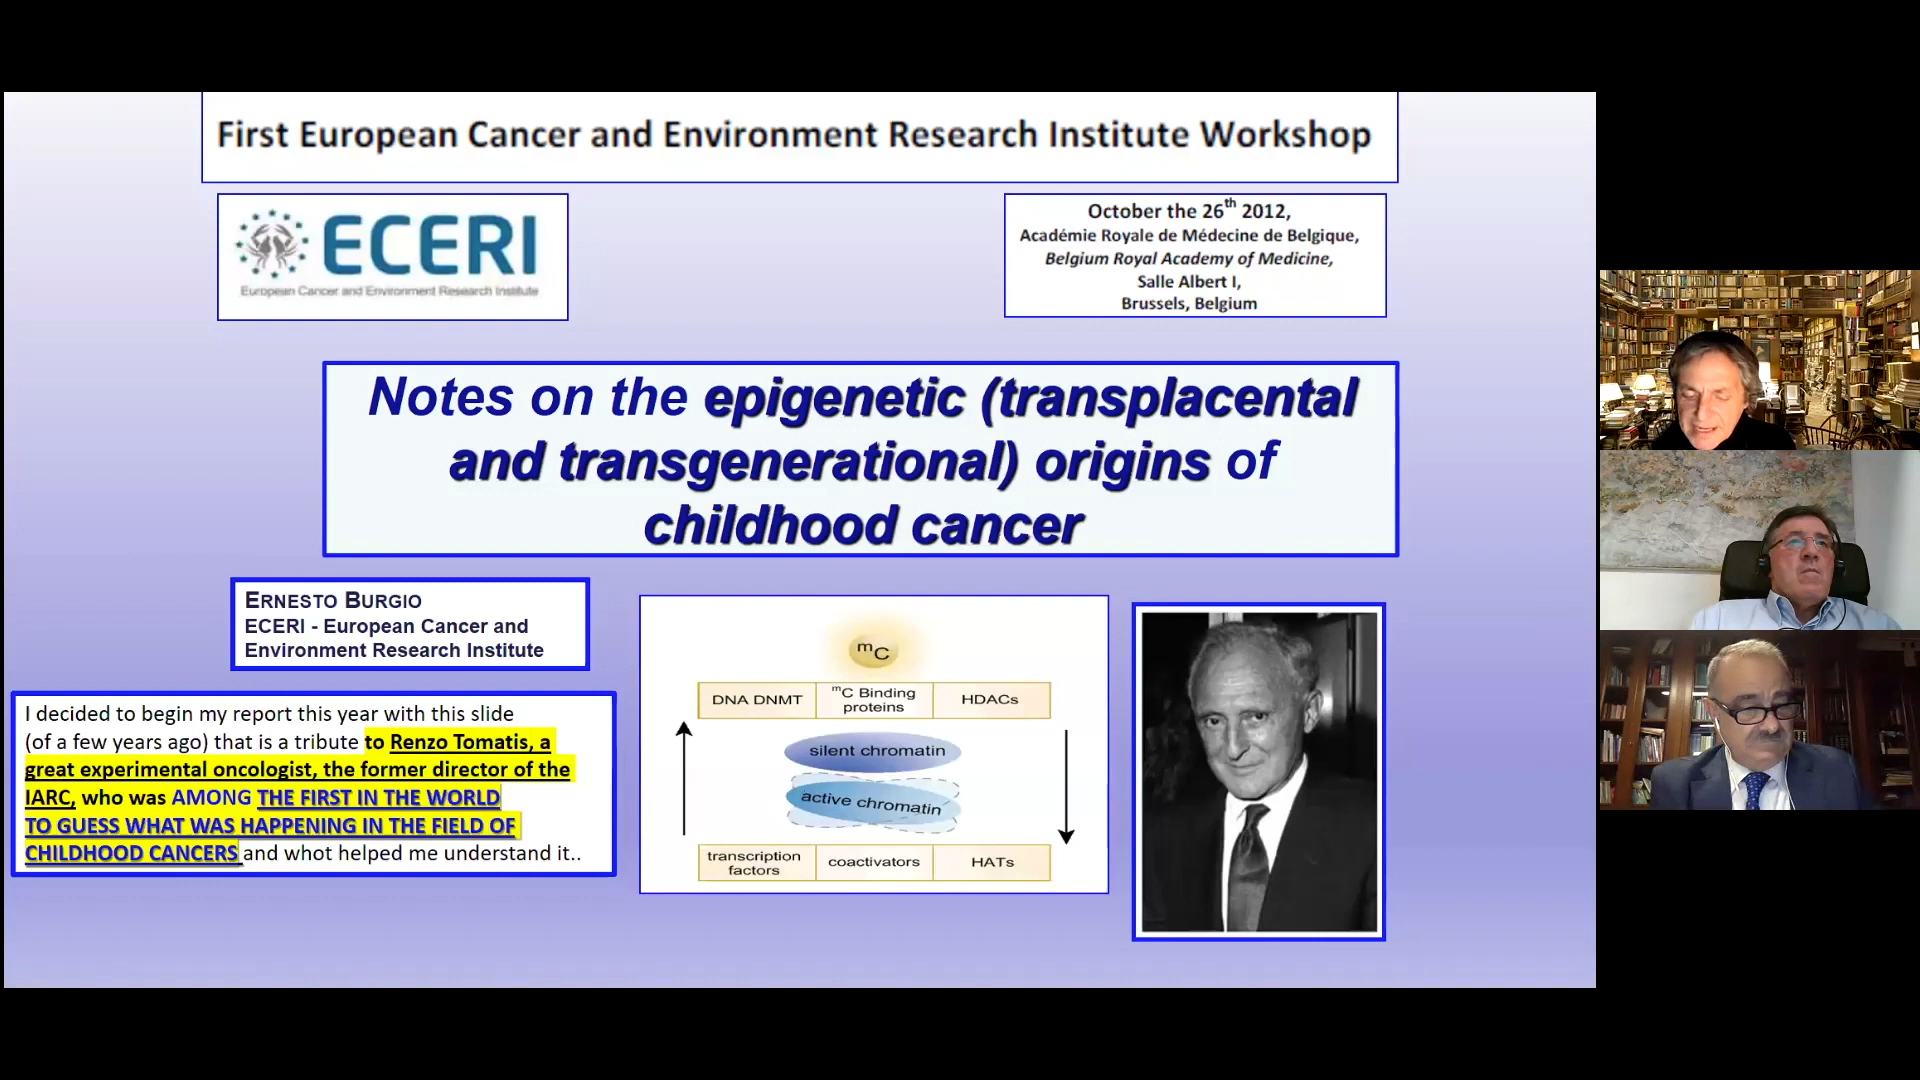 First European Cancer and Environment Research Institute Workshop
ECERI
European Cancer and Environment Research Institute
October the 26th 2012,
Académie Royale de Médecine de Belgique,
Belgium Royal Academy of Medicine,
Salle Albert I,
Brussels, Belgium
Notes on the epigenetic (transplacental
and transgenerational) origins of
childhood cancer
ERNESTO BURGIO
ECERI - European Cancer and
Environment Research Institute
I decided to begin my report this year with this slide
(of a few years ago) that is a tribute to Renzo Tomatis, a
great experimental oncologist, the former director of the
IARC, who was AMONG THE FIRST IN THE WORLD
TO GUESS WHAT WAS HAPPENING IN THE FIELD OF
CHILDHOOD CANCERS and whot helped me understand it..
mC
DNA DNMT
mC Binding
proteins
HDACs
silent chromatin
active chromatin
transcription
factors
coactivators
HATs